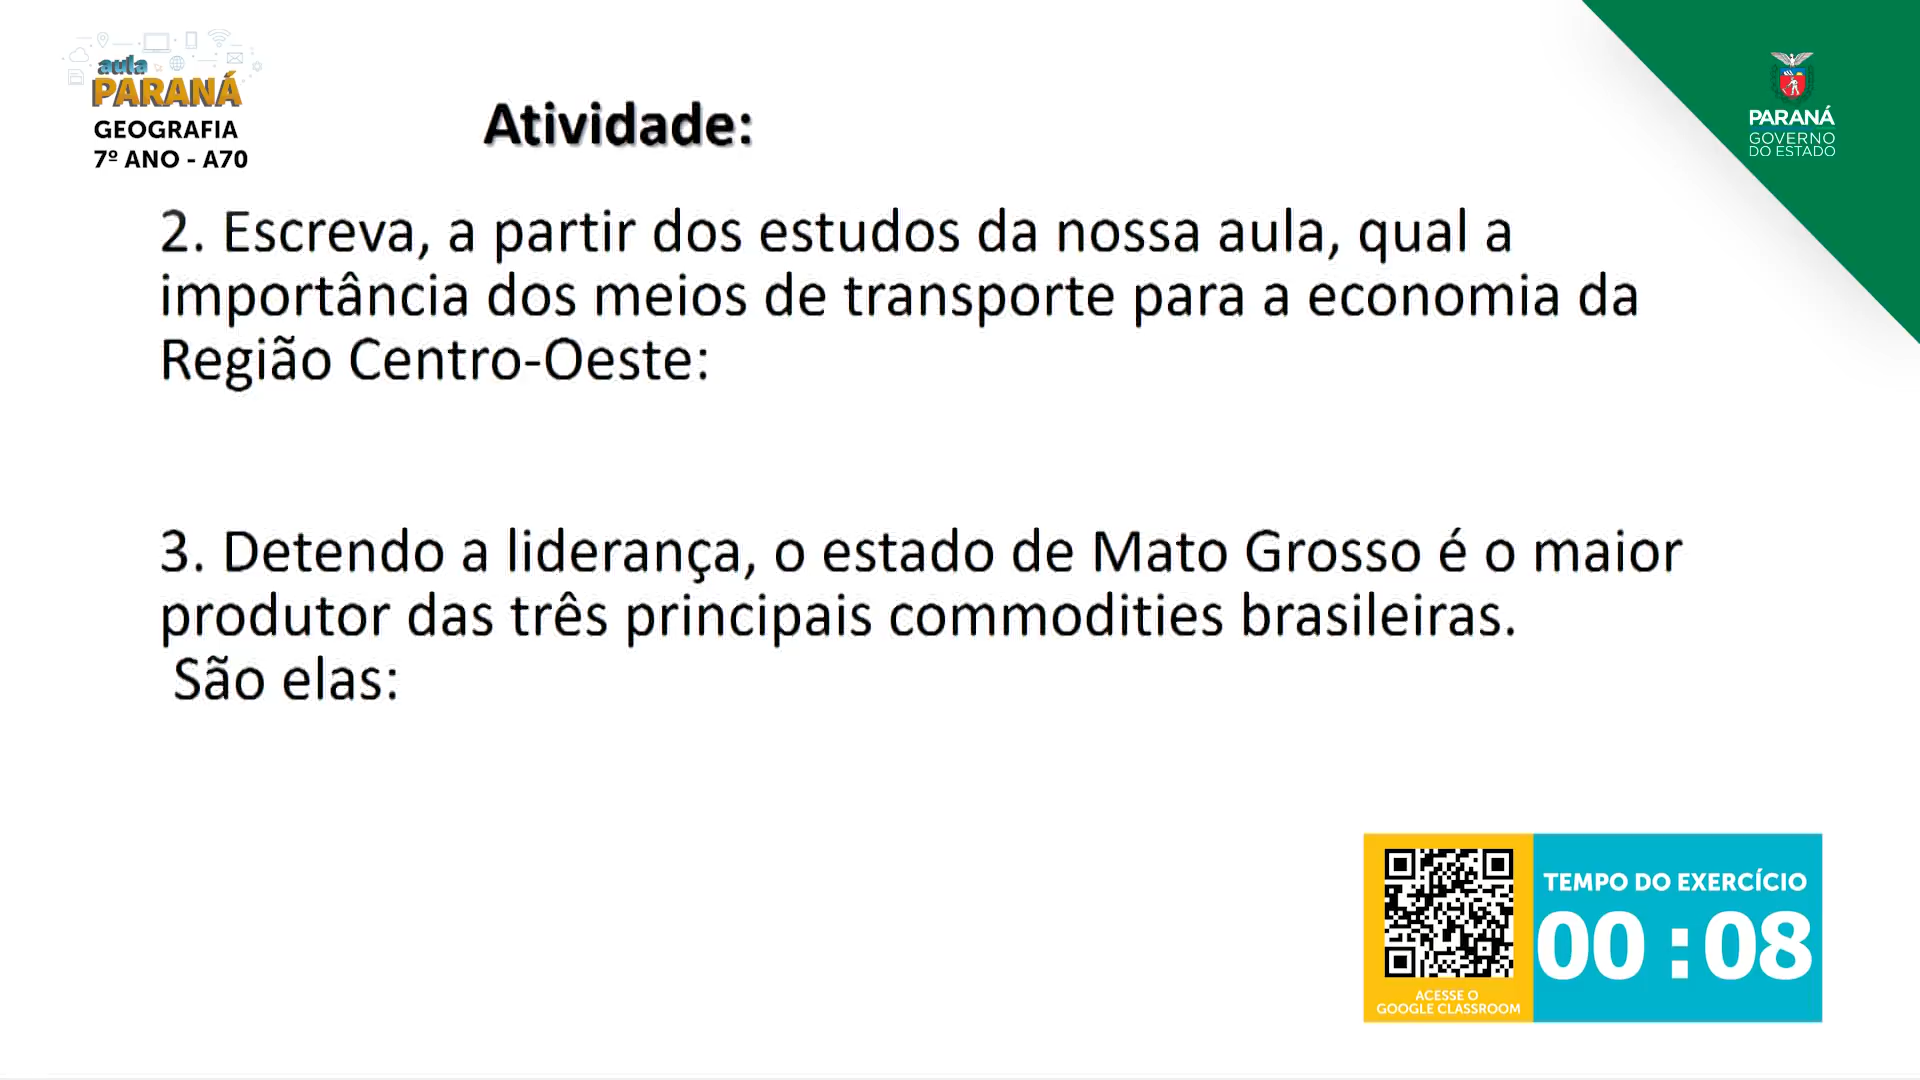 aula
PARANÁ
GEOGRAFIA
7º ANO - A70
PARANÁ
GOVERNO
DO ESTADO
Atividade:
2. Escreva, a partir dos estudos da nossa aula, qual a
importância dos meios de transporte para a economia da
Região Centro-Oeste:
3. Detendo a liderança, o estado de Mato Grosso é o maior
produtor das três principais commodities brasileiras.
São elas:
ACESSE O
GOOGLE CLASSROOM
TEMPO DO EXERCÍCIO
00:08